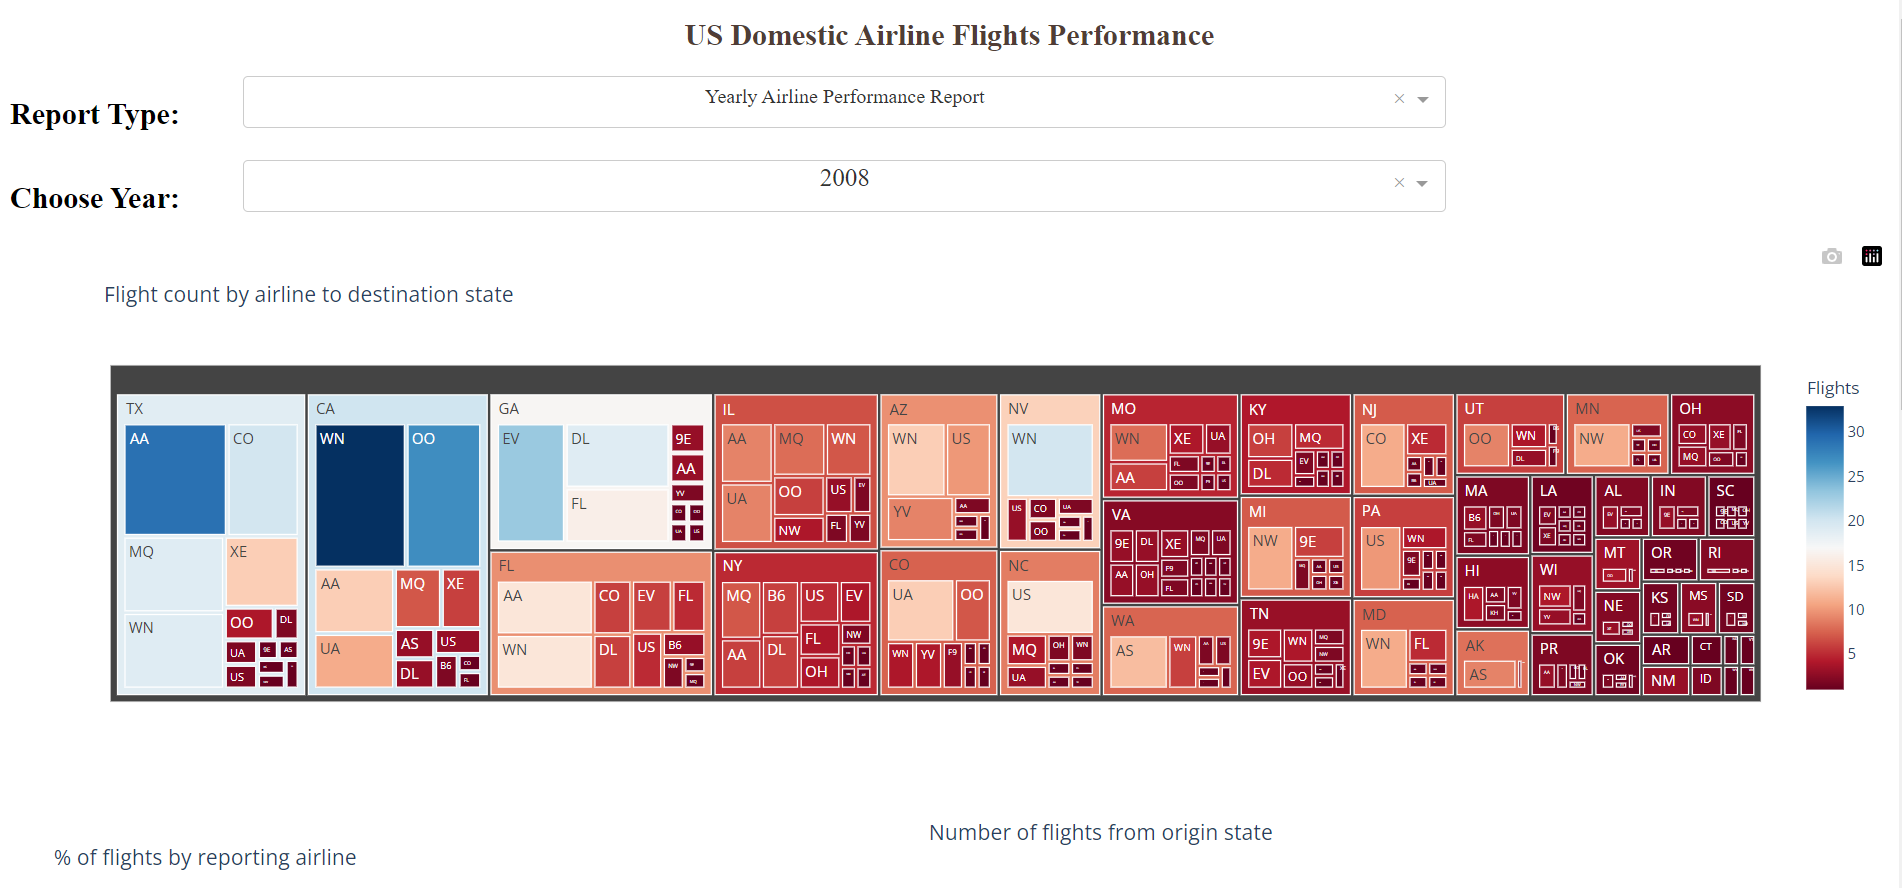 US Domestic Airline Flights Performance
Report Type:
Yearly Airline Performance Report
Choose Year:
2008
Flight count by airline to destination state
Flights
30
25
20
15
10
5
TX
AA
CO
MQ
XE
WN
OO
DL
UA
9E
AS
US
CA
WN
OO
AA
MQ
XE
UA
AS
US
DL
B6
CO
FL
GA
EV
DL
FL
9E
AA
YV
CO
OO
UA
US
FL
AA
CO
EV
FL
WN
DL
US
B6
NW
MQ
IL
AA
MQ
WN
UA
OO
US
EV
NW
FL
YV
NY
MQ
B6
US
EV
AA
DL
FL
NW
OH
AZ
WN
US
YV
AA
CO
UA
OO
WN
YV
F9
NV
WN
US
CO
UA
OO
NC
US
MQ
OH
WN
UA
MO
WN
XE
UA
AA
FL
OO
VA
9E
DL
XE
MQ
UA
AA
OH
F9
FL
WA
AS
WN
AA
US
KY
OH
MQ
DL
EV
MI
NW
9E
TN
9E
WN
MQ
NW
EV
OO
NJ
CO
XE
AA
UA
PA
US
WN
9E
MD
WN
FL
UT
OO
WN
DL
MN
NW
OH
CO
XE
MQ
OO
MA
B6
FL
LA
EV
XE
AL
EV
IN
9E
SC
HI
HA
AA
KH
WI
NW
YV
MT
OO
OR
RI
AK
AS
PR
AA
NE
KS
MS
SD
OK
AR
CT
NM
ID
% of flights by reporting airline
Number of flights from origin state